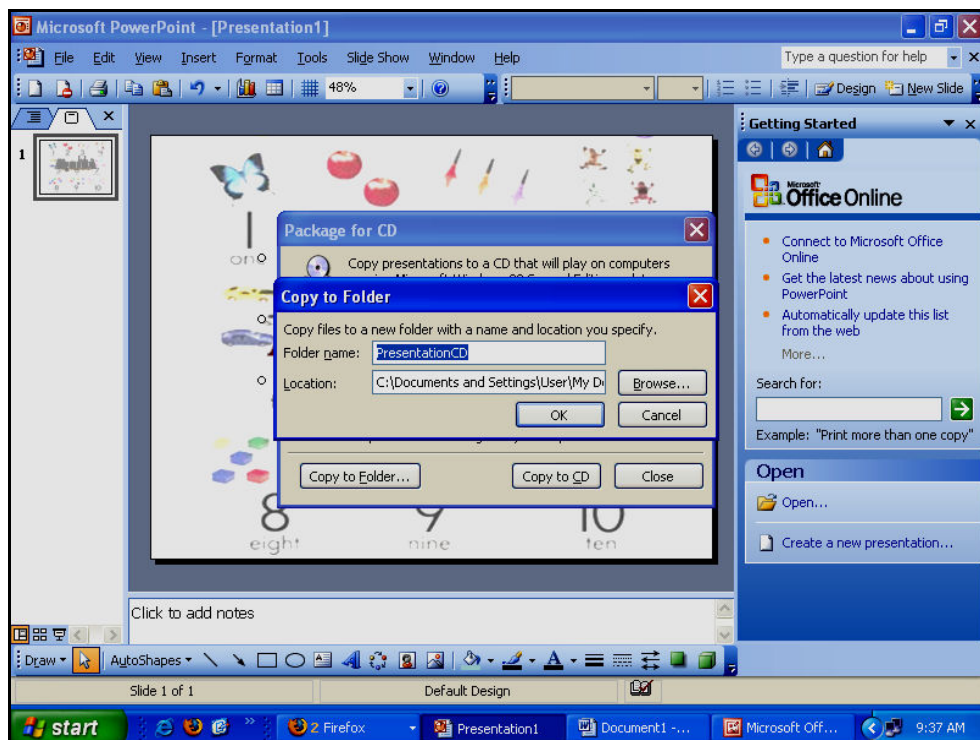 Microsoft PowerPoint - [Presentation1]
File Edit View Insert Format Tools Slide Show Window Help
Type a question for help
48%
Design New Slide
1
one
8 9 10
eight nine ten
Package for CD
Copy presentations to a CD that will play on computers
Copy to Folder
Copy files to a new folder with a name and location you specify.
Folder name: PresentationCD
Location: C:\Documents and Settings\User\My D
Browse...
OK Cancel
Copy to Folder... Copy to CD Close
Getting Started
Microsoft
Office Online
Connect to Microsoft Office
Online
Get the latest news about using
PowerPoint
Automatically update this list
from the web
More...
Search for:
Example: "Print more than one copy"
Open
Open...
Create a new presentation...
Click to add notes
Draw AutoShapes
Slide 1 of 1 Default Design
start 2 Firefox Presentation1 Document1 -... Microsoft Off... 9:37 AM